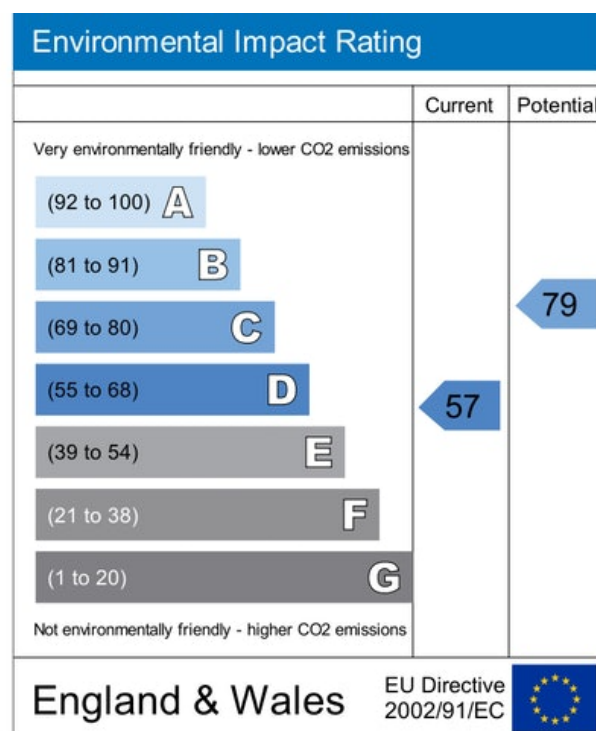 Environmental Impact Rating
Current Potential
Very environmentally friendly - lower CO2 emissions
(92 to 100) A
(81 to 91) B
79
(69 to 80) C
(55 to 68) D
57
(39 to 54) E
(21 to 38) F
(1 to 20) G
Not environmentally friendly - higher CO2 emissions
England & Wales
EU Directive
2002/91/EC